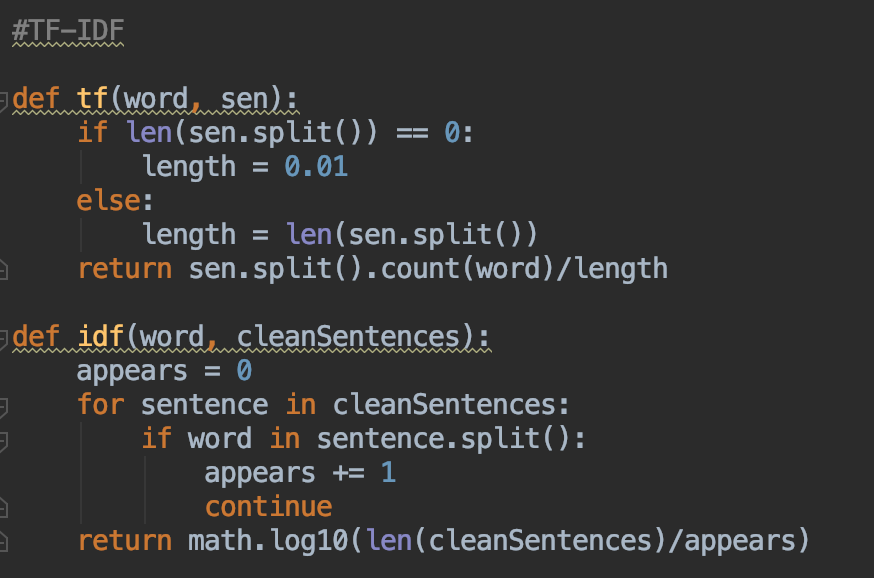 #TF-IDF
def tf(word, sen):
    if len(sen.split()) == 0:
        length = 0.01
    else:
        length = len(sen.split())
    return sen.split().count(word)/length
def idf(word, cleanSentences):
    appears = 0
    for sentence in cleanSentences:
        if word in sentence.split():
            appears += 1
            continue
    return math.log10(len(cleanSentences)/appears)